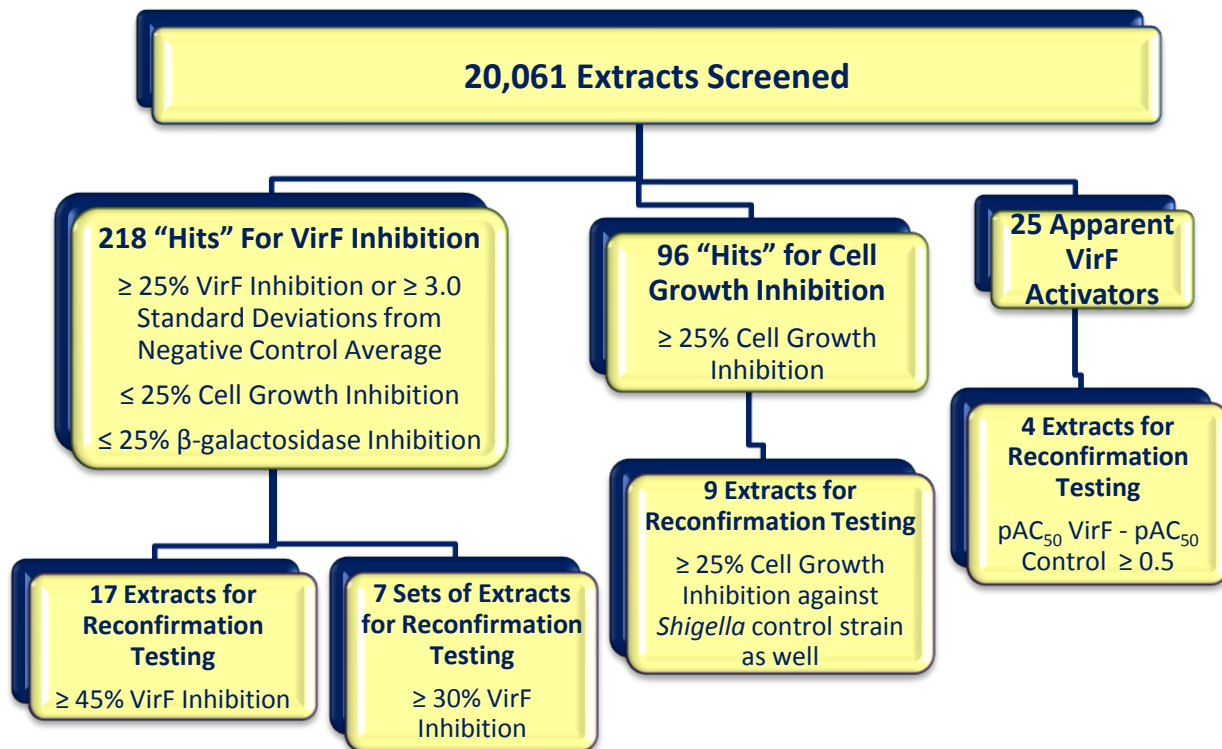 20,061 Extracts Screened
218 “Hits” For VirF Inhibition
≥ 25% VirF Inhibition or ≥ 3.0
Standard Deviations from
Negative Control Average
≤ 25% Cell Growth Inhibition
≤ 25% β-galactosidase Inhibition
96 “Hits” for Cell
Growth Inhibition
≥ 25% Cell Growth
Inhibition
25 Apparent
VirF
Activators
17 Extracts for
Reconfirmation
Testing
≥ 45% VirF Inhibition
7 Sets of Extracts
for Reconfirmation
Testing
≥ 30% VirF
Inhibition
9 Extracts for
Reconfirmation Testing
≥ 25% Cell Growth
Inhibition against
Shigella control strain
as well
4 Extracts for
Reconfirmation
Testing
pAC₅₀ VirF - pAC₅₀
Control ≥ 0.5